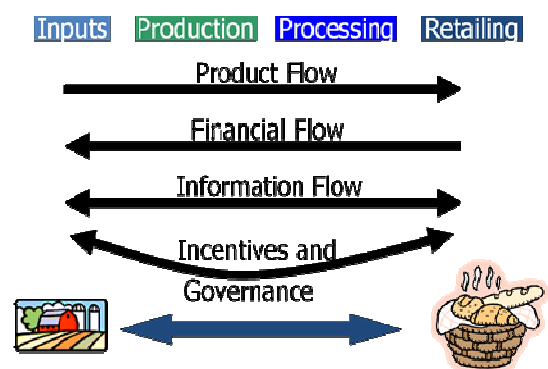 Inputs Production Processing Retailing
Product Flow
Financial Flow
Information Flow
Incentives and
Governance